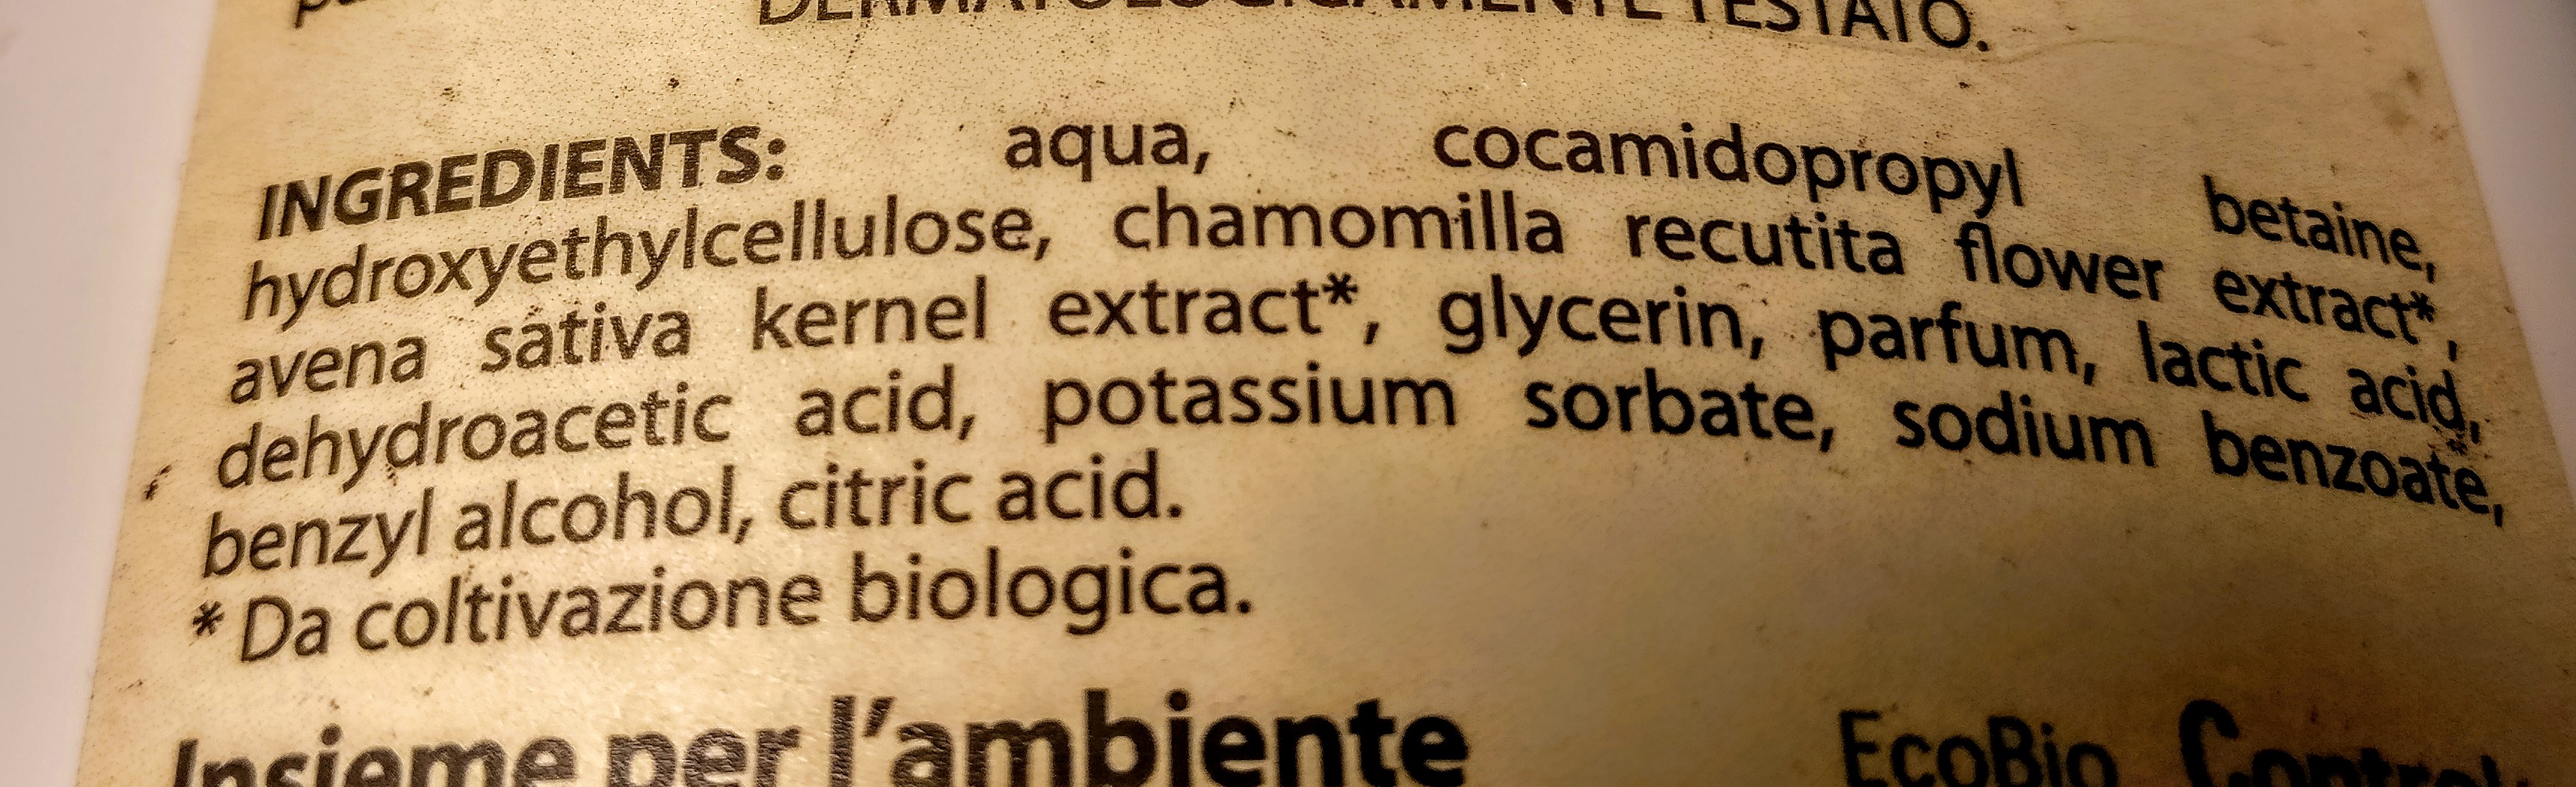 DERMATOLOGICAMENTE TESTATO.
INGREDIENTS: aqua, cocamidopropyl betaine,
hydroxyethylcellulose, chamomilla recutita flower extract*,
avena sativa kernel extract*, glycerin, parfum, lactic acid,
dehydroacetic acid, potassium sorbate, sodium benzoate,
benzyl alcohol, citric acid.
* Da coltivazione biologica.
Insieme per l'ambiente
EcoBio